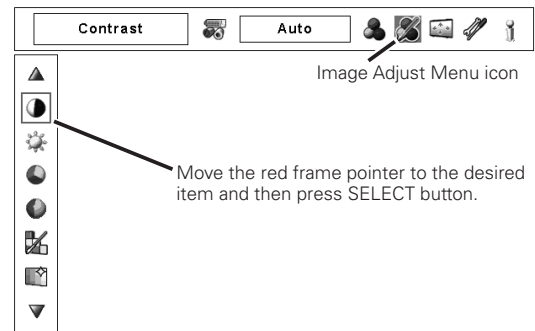 Contrast
Auto
Image Adjust Menu icon
Move the red frame pointer to the desired
item and then press SELECT button.